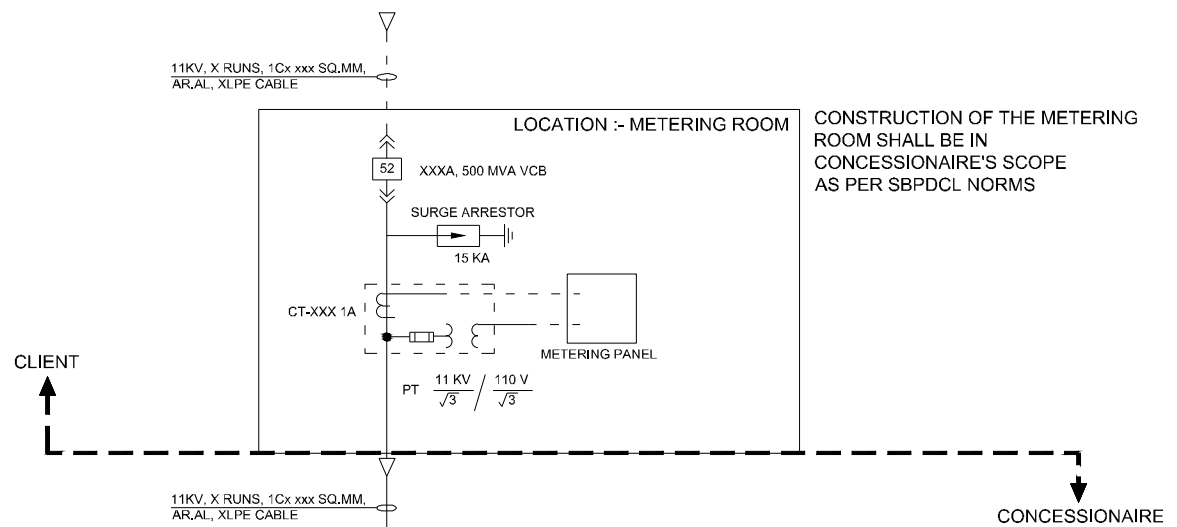 11KV, X RUNS, 1Cx xxx SQ.MM,
AR.AL, XLPE CABLE
LOCATION :- METERING ROOM
CONSTRUCTION OF THE METERING
ROOM SHALL BE IN
CONCESSIONAIRE'S SCOPE
AS PER SBPDCL NORMS
52
XXXA, 500 MVA VCB
SURGE ARRESTOR
15 KA
CT-XXX 1A
METERING PANEL
PT 11 KV/√3 / 110 V/√3
CLIENT
11KV, X RUNS, 1Cx xxx SQ.MM,
AR.AL, XLPE CABLE
CONCESSIONAIRE